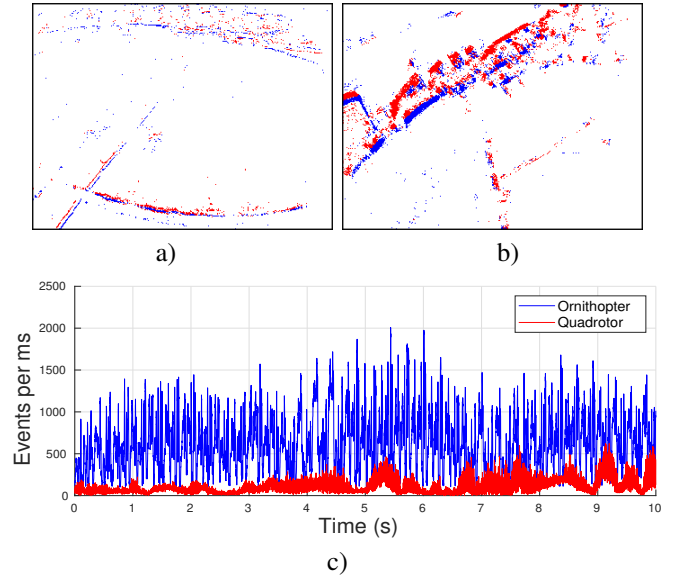 a)
b)
Events per ms
2500
2000
1500
1000
500
0
Ornithopter
Quadrotor
0 1 2 3 4 5 6 7 8 9 10
Time (s)
c)